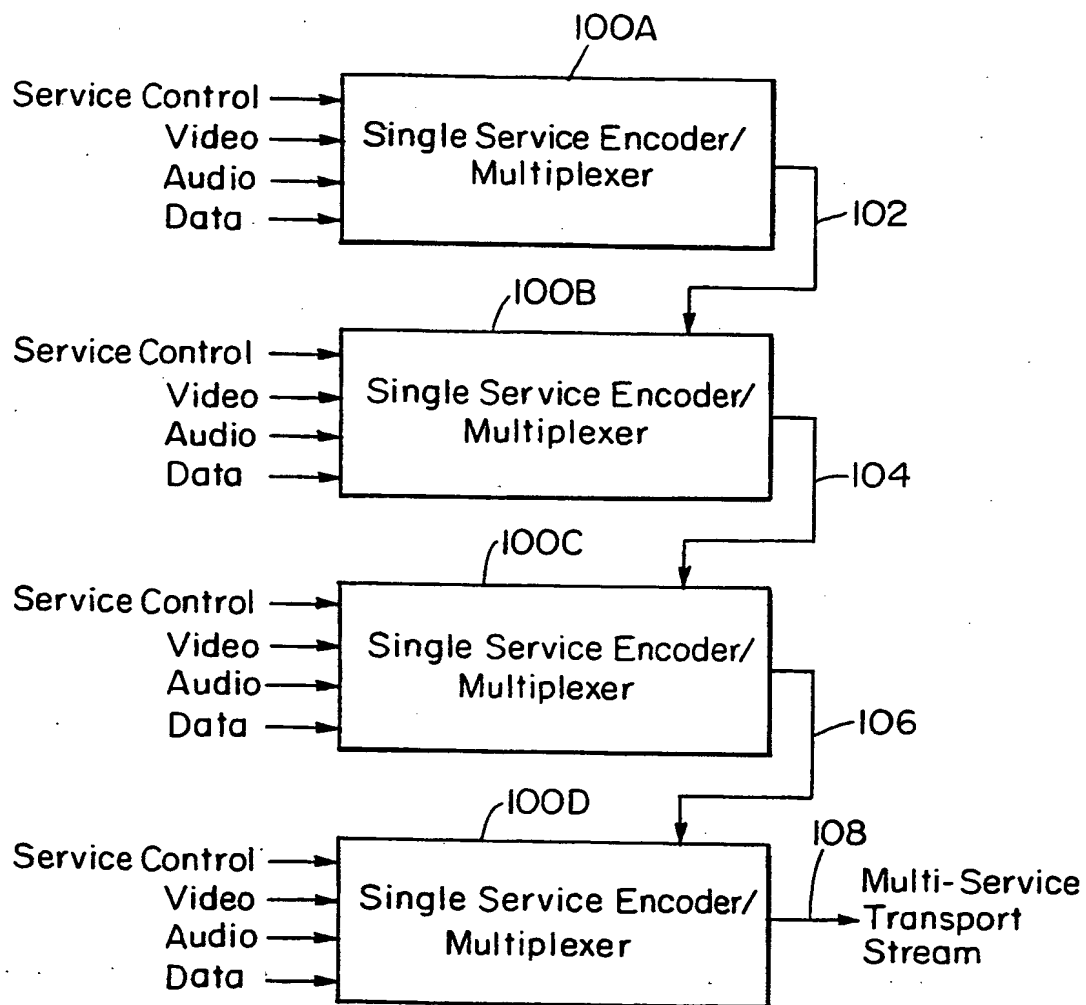 100A
Service Control
Video
Audio
Data
Single Service Encoder/
Multiplexer
102
100B
Service Control
Video
Audio
Data
Single Service Encoder/
Multiplexer
104
100C
Service Control
Video
Audio
Data
Single Service Encoder/
Multiplexer
106
100D
Service Control
Video
Audio
Data
Single Service Encoder/
Multiplexer
108
Multi-Service
Transport
Stream